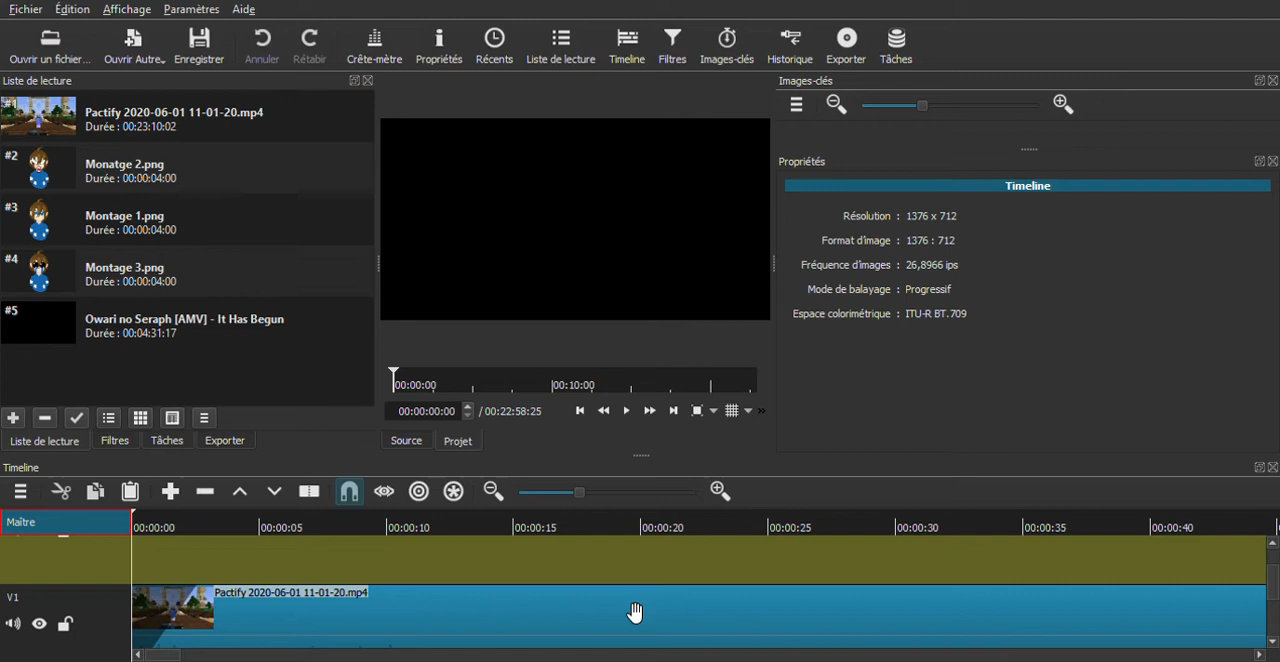 Fichier Édition Affichage Paramètres Aide
Ouvrir un fichier... Ouvrir Autre... Enregistrer Annuler Rétabir Crête-mètre Propriétés Récents Liste de lecture Timeline Filtres Images-clés Historique Exporter Tâches
Liste de lecture
Pactify 2020-06-01 11-01-20.mp4
Durée : 00:23:10:02
#2
Monatge 2.png
Durée : 00:00:04:00
#3
Montage 1.png
Durée : 00:00:04:00
#4
Montage 3.png
Durée : 00:00:04:00
#5
Owari no Seraph [AMV] - It Has Begun
Durée : 00:04:31:17
Liste de lecture Filtres Tâches Exporter
00:00:00 00:10:00
00:00:00:00 / 00:22:58:25
Source Projet
Images-clés
Propriétés
Timeline
Résolution : 1376 x 712
Format d'image : 1376 : 712
Fréquence d'images : 26,8966 ips
Mode de balayage : Progressif
Espace colorimétrique : ITU-R BT.709
Timeline
Maître
00:00:00 00:00:05 00:00:10 00:00:15 00:00:20 00:00:25 00:00:30 00:00:35 00:00:40
V1
Pactify 2020-06-01 11-01-20.mp4